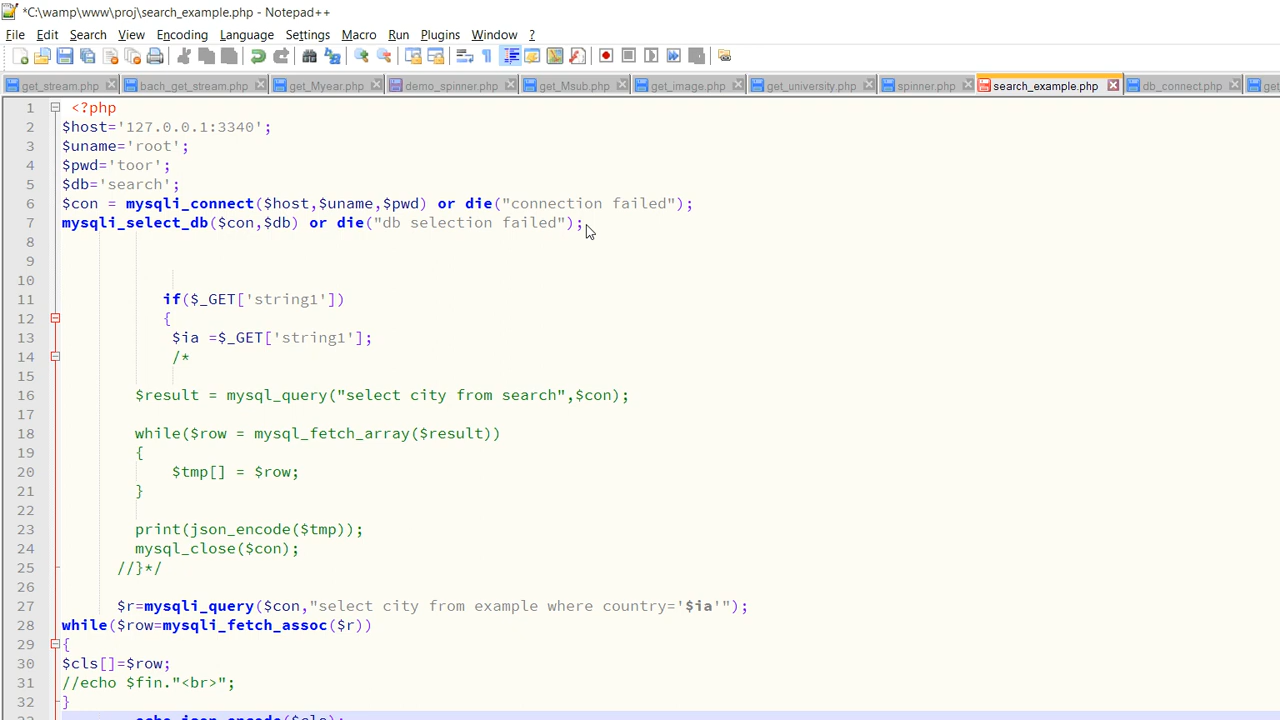 *C:\wamp\www\proj\search_example.php - Notepad++
File Edit Search View Encoding Language Settings Macro Run Plugins Window ?
get_stream.php bach_get_stream.php get_Myear.php demo_spinner.php get_Msub.php get_image.php get_university.php spinner.php search_example.php db_connect.php get
1 <?php
2 $host='127.0.0.1:3340';
3 $uname='root';
4 $pwd='toor';
5 $db='search';
6 $con = mysqli_connect($host,$uname,$pwd) or die("connection failed");
7 mysqli_select_db($con,$db) or die("db selection failed");
8
9
10
11 if($_GET['string1'])
12 {
13 $ia =$_GET['string1'];
14 /*
15
16 $result = mysql_query("select city from search",$con);
17
18 while($row = mysql_fetch_array($result))
19 {
20 $tmp[] = $row;
21 }
22
23 print(json_encode($tmp));
24 mysql_close($con);
25 //}*/
26
27 $r=mysqli_query($con,"select city from example where country='$ia'");
28 while($row=mysqli_fetch_assoc($r))
29 {
30 $cls[]=$row;
31 //echo $fin."<br>";
32 }
33 echo json_encode($cls);